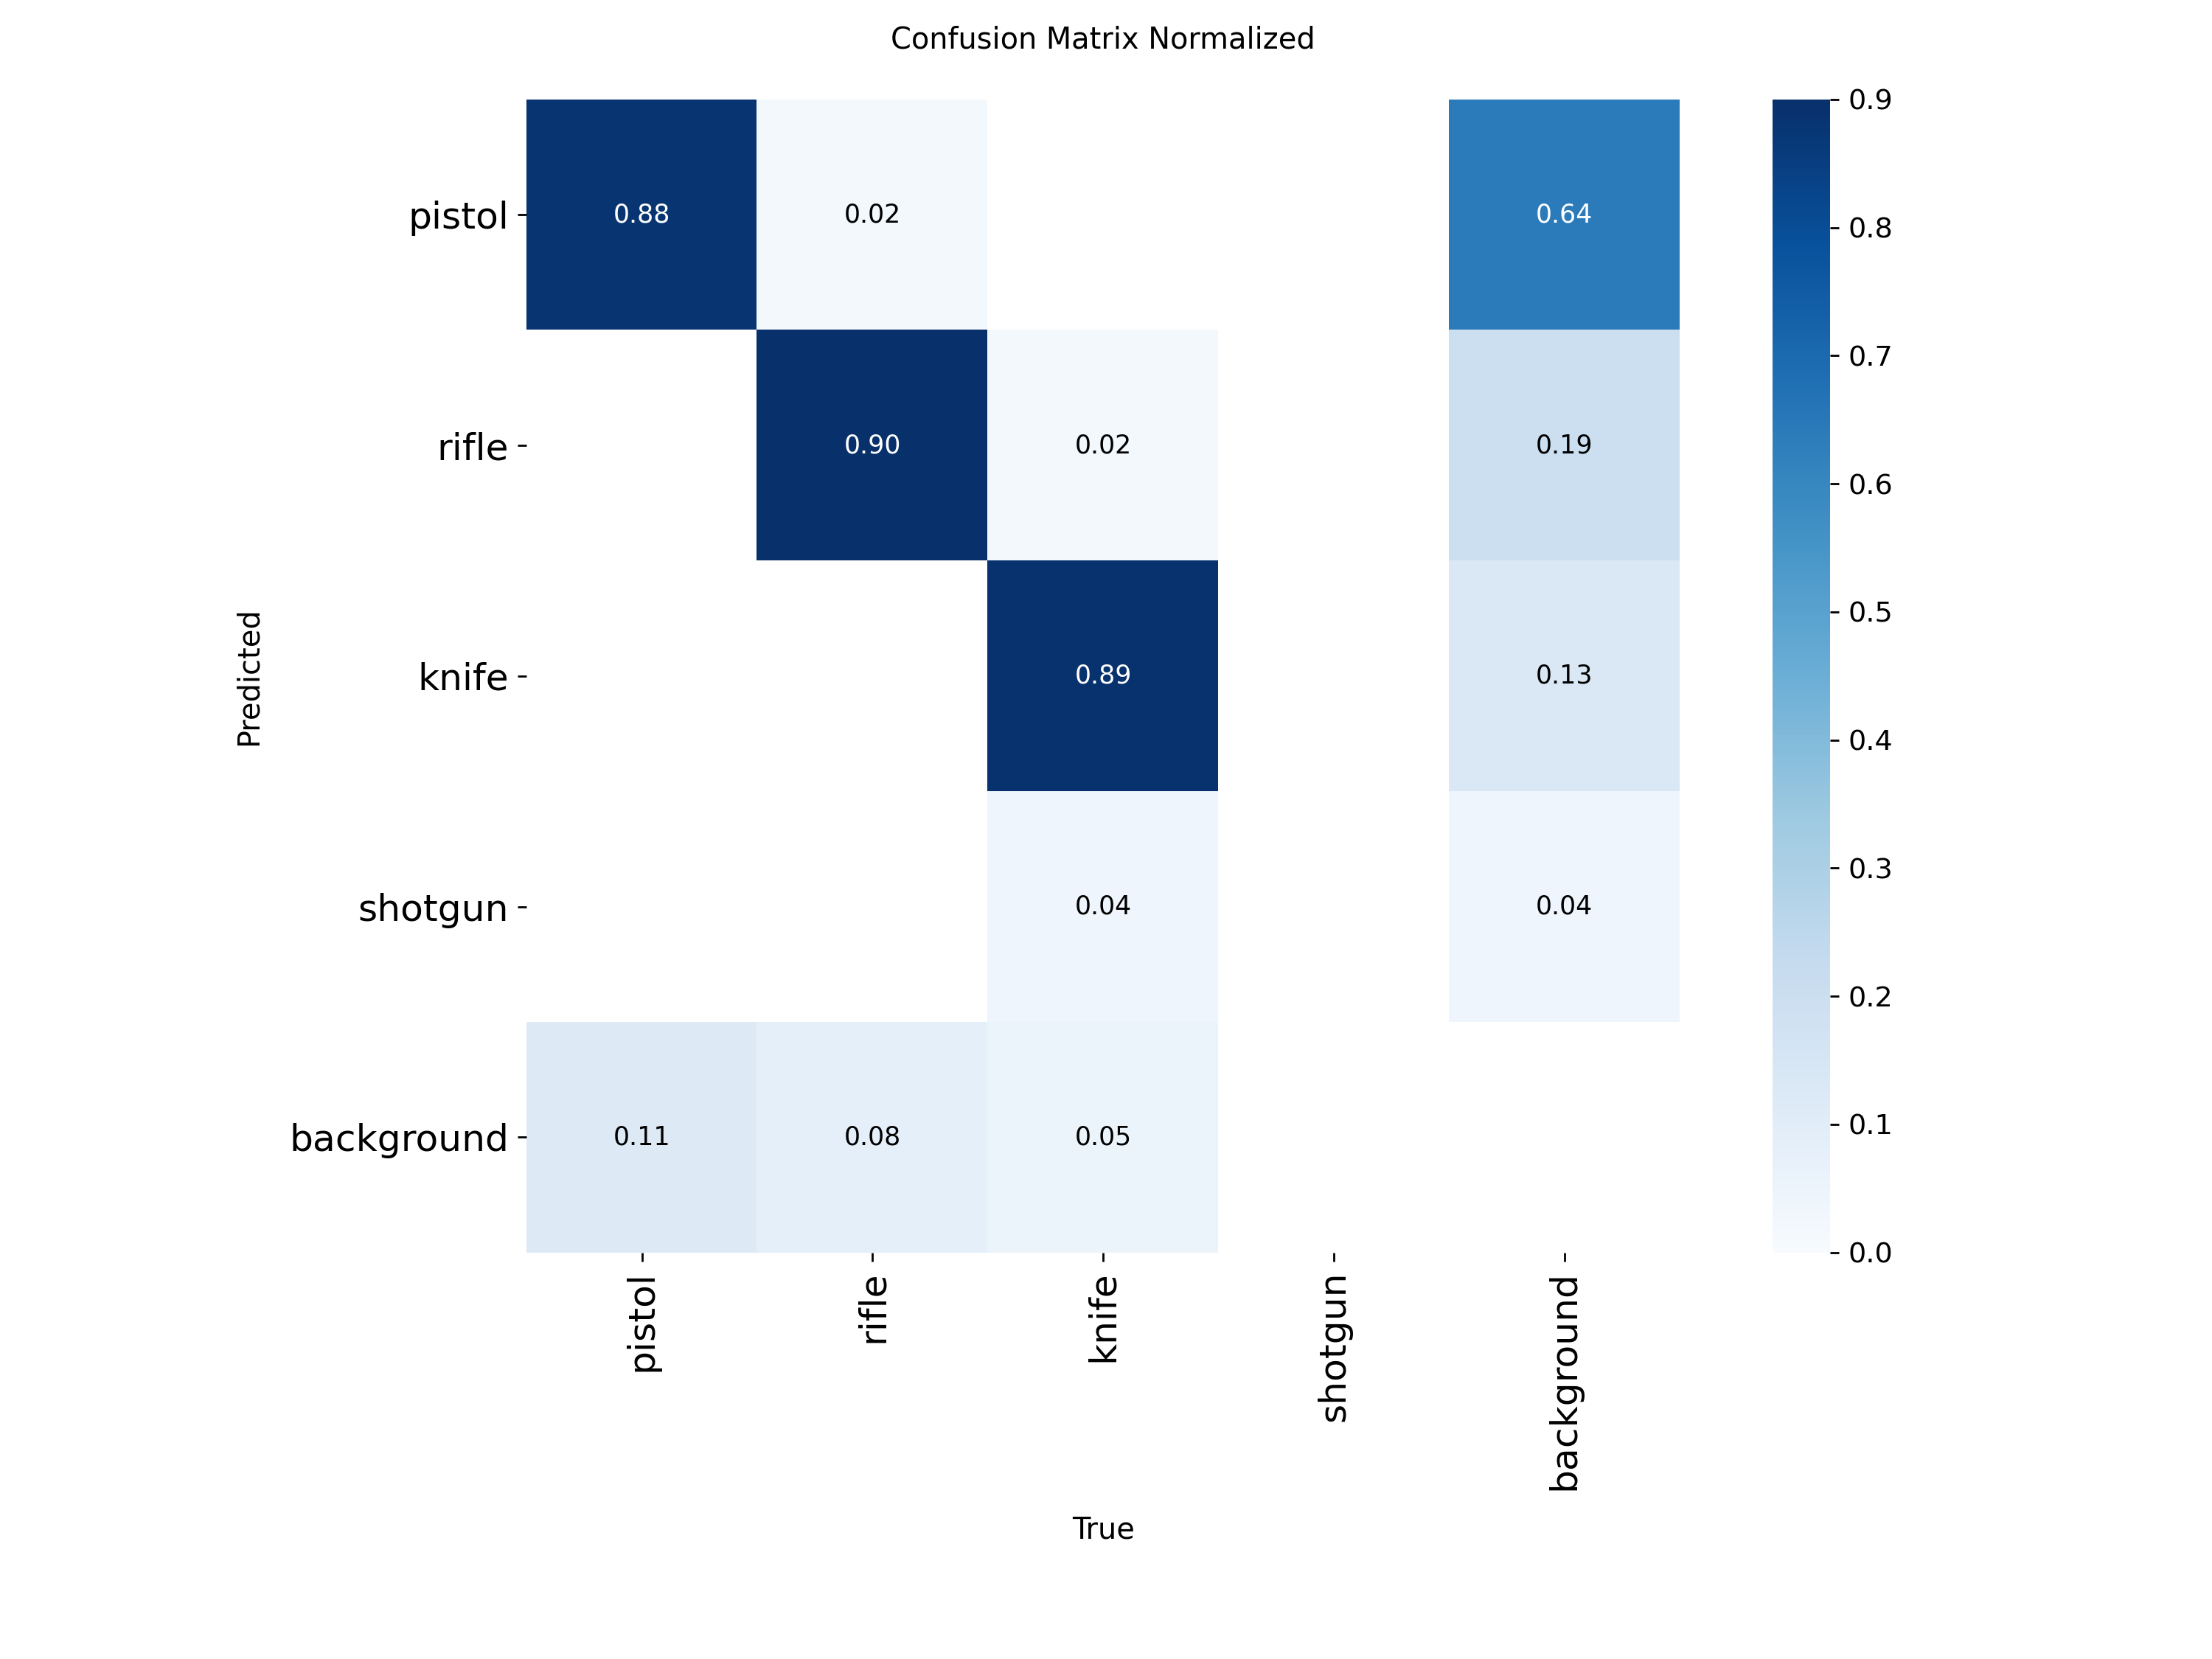 Confusion Matrix Normalized
pistol
0.88
0.02
0.64
rifle
0.90
0.02
0.19
knife
0.89
0.13
shotgun
0.04
0.04
background
0.11
0.08
0.05
Predicted
pistol
rifle
knife
shotgun
background
True
0.9
0.8
0.7
0.6
0.5
0.4
0.3
0.2
0.1
0.0